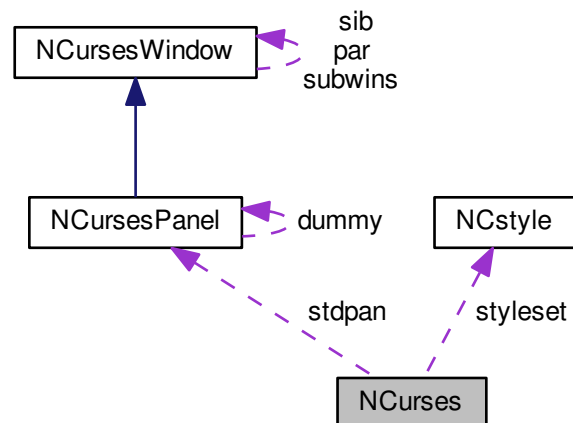 sib
NCursesWindow
par
subwins
NCursesPanel
dummy
NCstyle
stdpan
styleset
NCurses